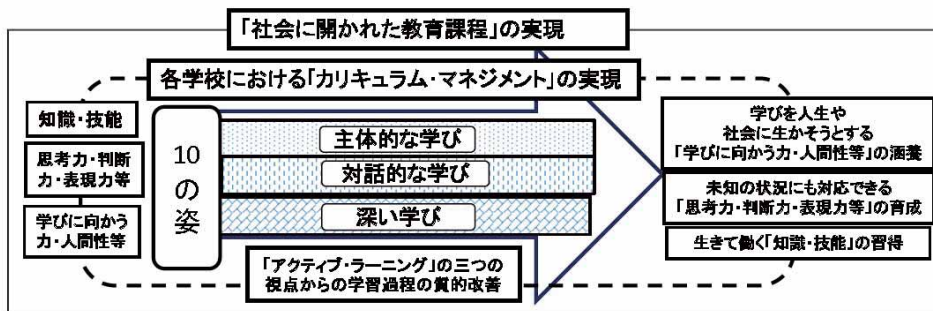 「社会に開かれた教育課程」の実現
各学校における「カリキュラム・マネジメント」の実現
知識・技能
思考力・判断
力・表現力等
学びに向かう
力・人間性等
10
の
姿
主体的な学び
対話的な学び
深い学び
「アクティブ・ラーニング」の三つの
視点からの学習過程の質的改善
学びを人生や
社会に生かそうとする
「学びに向かう力・人間性等」の涵養
未知の状況にも対応できる
「思考力・判断力・表現力等」の育成
生きて働く「知識・技能」の習得